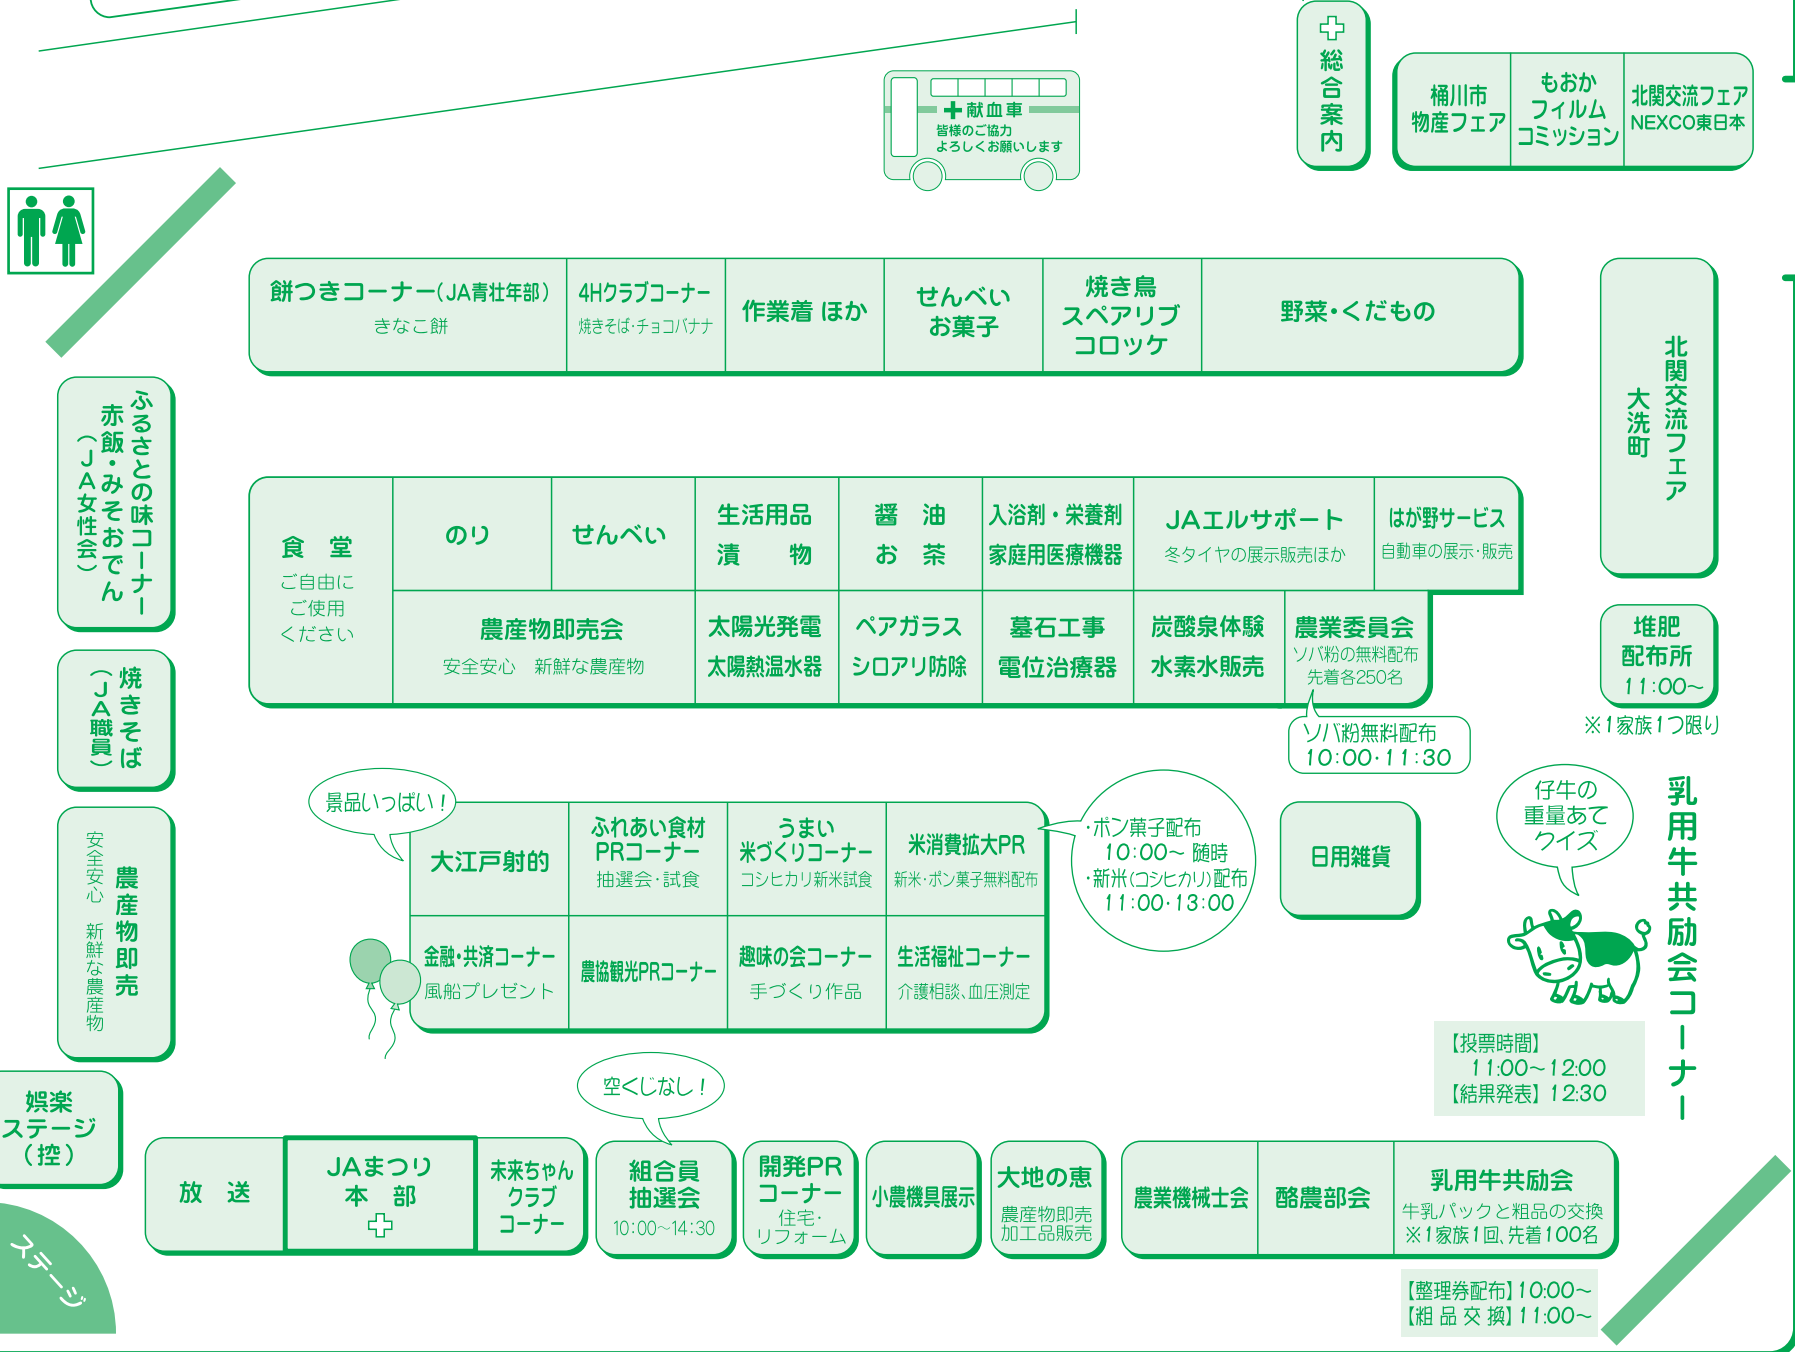 総合案内
桶川市
物産フェア
もおか
フィルム
コミッション
北関交流フェア
NEXCO東日本
献血車
皆様のご協力
よろしくお願いします
餅つきコーナー(JA青壮年部)
きなこ餅
4Hクラブコーナー
焼きそば・チョコバナナ
作業着 ほか
せんべい
お菓子
焼き鳥
スペアリブ
コロッケ
野菜・くだもの
北関交流フェア
大洗町
ふるさとの味コーナー
赤飯・みそおでん
(JA女性会)
食 堂
ご自由に
ご使用
ください
のり
せんべい
生活用品
漬 物
醤 油
お 茶
入浴剤・栄養剤
家庭用医療機器
JAエルサポート
冬タイヤの展示販売ほか
はが野サービス
自動車の展示・販売
農産物即売会
安全安心 新鮮な農産物
太陽光発電
太陽熱温水器
ペアガラス
シロアリ防除
墓石工事
電位治療器
炭酸泉体験
水素水販売
農業委員会
ソバ粉の無料配布
先着各250名
ソバ粉無料配布
10:00・11:30
堆肥
配布所
11:00~
※1家族1つ限り
焼きそば
(JA職員)
農産物即売
安全安心 新鮮な農産物
景品いっぱい!
大江戸射的
ふれあい食材
PRコーナー
抽選会・試食
うまい
米づくりコーナー
コシヒカリ新米試食
米消費拡大PR
新米・ポン菓子無料配布
・ポン菓子配布
10:00~ 随時
・新米(コシヒカリ)配布
11:00・13:00
日用雑貨
仔牛の
重量あて
クイズ
乳用牛共励会コーナー
金融・共済コーナー
風船プレゼント
農協観光PRコーナー
趣味の会コーナー
手づくり作品
生活福祉コーナー
介護相談、血圧測定
【投票時間】
11:00~12:00
【結果発表】12:30
娯楽
ステージ
(控)
ステージ
放 送
JAまつり
本 部
未来ちゃん
クラブ
コーナー
空くじなし!
組合員
抽選会
10:00~14:30
開発PR
コーナー
住宅・
リフォーム
小農機具展示
大地の恵
農産物即売
加工品販売
農業機械士会
酪農部会
乳用牛共励会
牛乳パックと粗品の交換
※1家族1回、先着100名
【整理券配布】10:00~
【粗 品 交 換】11:00~